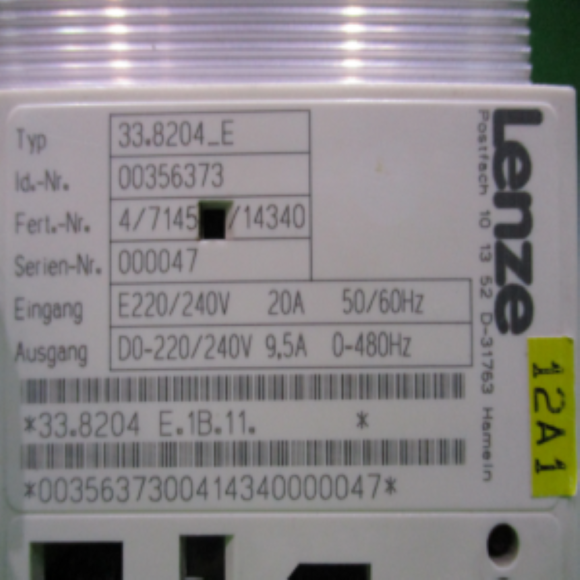 Typ 33.8204_E
Id.-Nr. 00356373
Fert.-Nr. 4/7145 /14340
Serien-Nr. 000047
Eingang E220/240V 20A 50/60Hz
Ausgang D0-220/240V 9,5A 0-480Hz
*33.8204 E.1B.11. *
*0035637300414340000047*
Lenze
Postfach 10 13 52 D-31763 Hameln
12A1